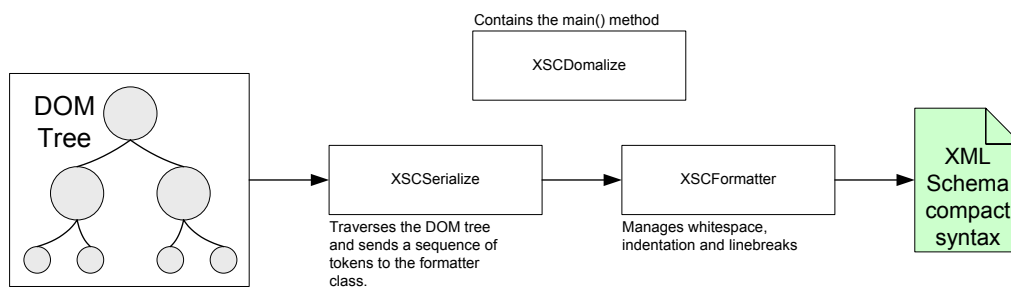 Contains the main() method
XSCDomalize
DOM
Tree
XSCSerialize
Traverses the DOM tree
and sends a sequence of
tokens to the formatter
class.
XSCFormatter
Manages whitespace,
indentation and linebreaks
XML
Schema
compact
syntax